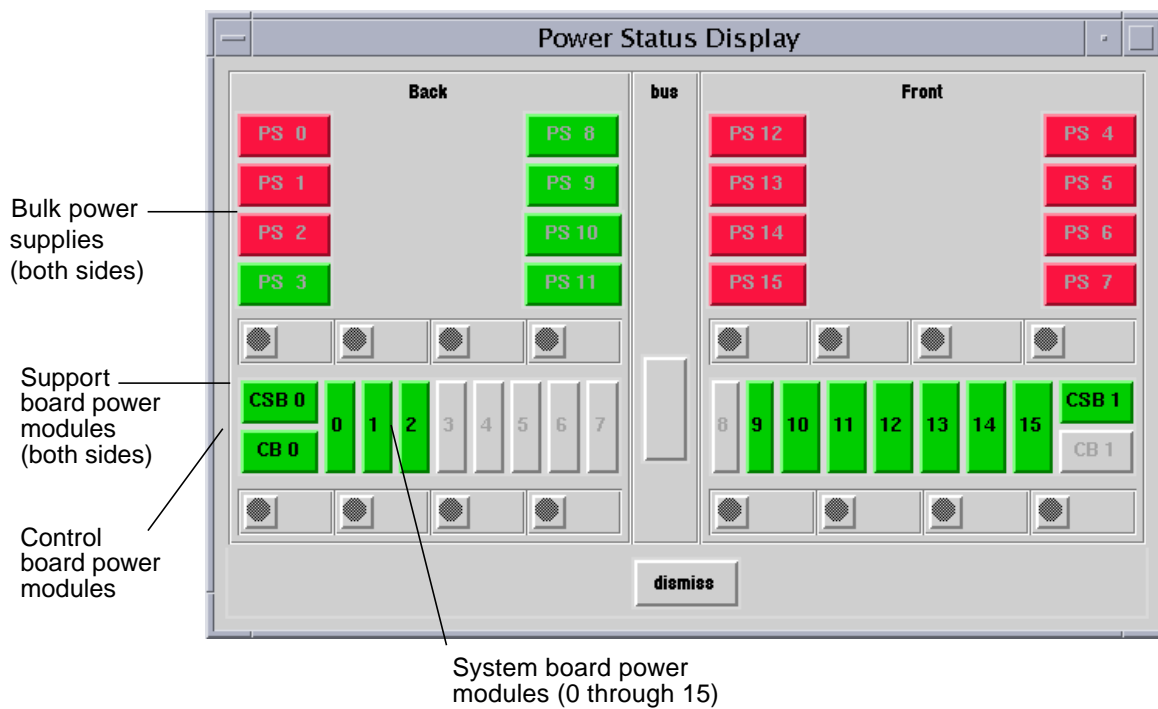 Power Status Display
Back
bus
Front
PS 0
PS 8
PS 12
PS 4
PS 1
PS 9
PS 13
PS 5
PS 2
PS 10
PS 14
PS 6
PS 3
PS 11
PS 15
PS 7
CSB 0
CB 0
0
1
2
3
4
5
6
7
8
9
10
11
12
13
14
15
CSB 1
CB 1
dismiss
Bulk power
supplies
(both sides)
Support
board power
modules
(both sides)
Control
board power
modules
System board power
modules (0 through 15)